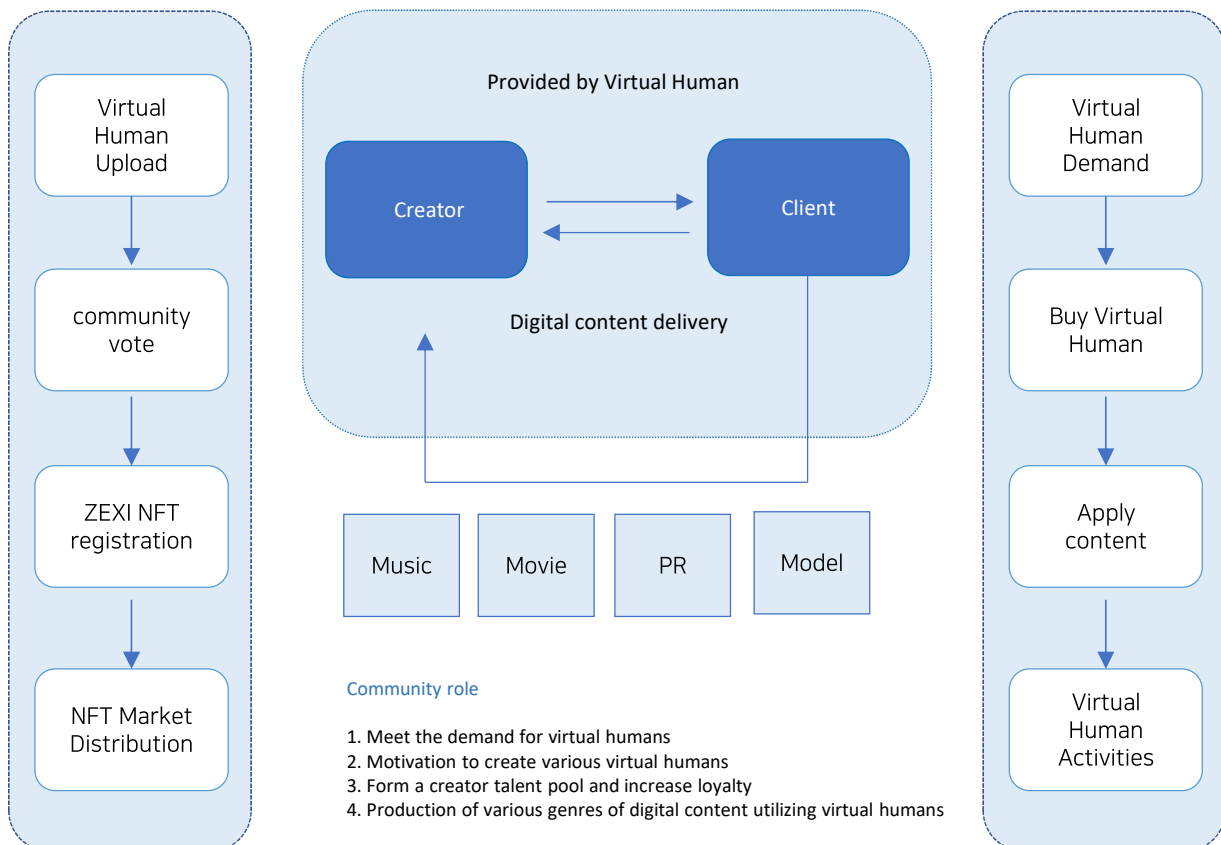 Virtual
Human
Upload
community
vote
ZEXI NFT
registration
NFT Market
Distribution
Provided by Virtual Human
Creator
Client
Digital content delivery
Music
Movie
PR
Model
Community role
1. Meet the demand for virtual humans
2. Motivation to create various virtual humans
3. Form a creator talent pool and increase loyalty
4. Production of various genres of digital content utilizing virtual humans
Virtual
Human
Demand
Buy Virtual
Human
Apply
content
Virtual
Human
Activities